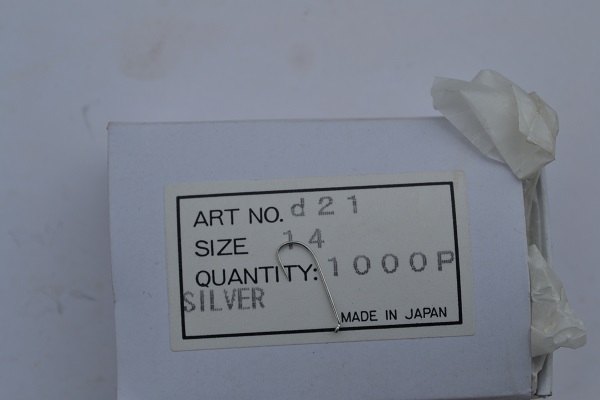 ART NO. d21
SIZE 14
QUANTITY: 1000P
SILVER
MADE IN JAPAN